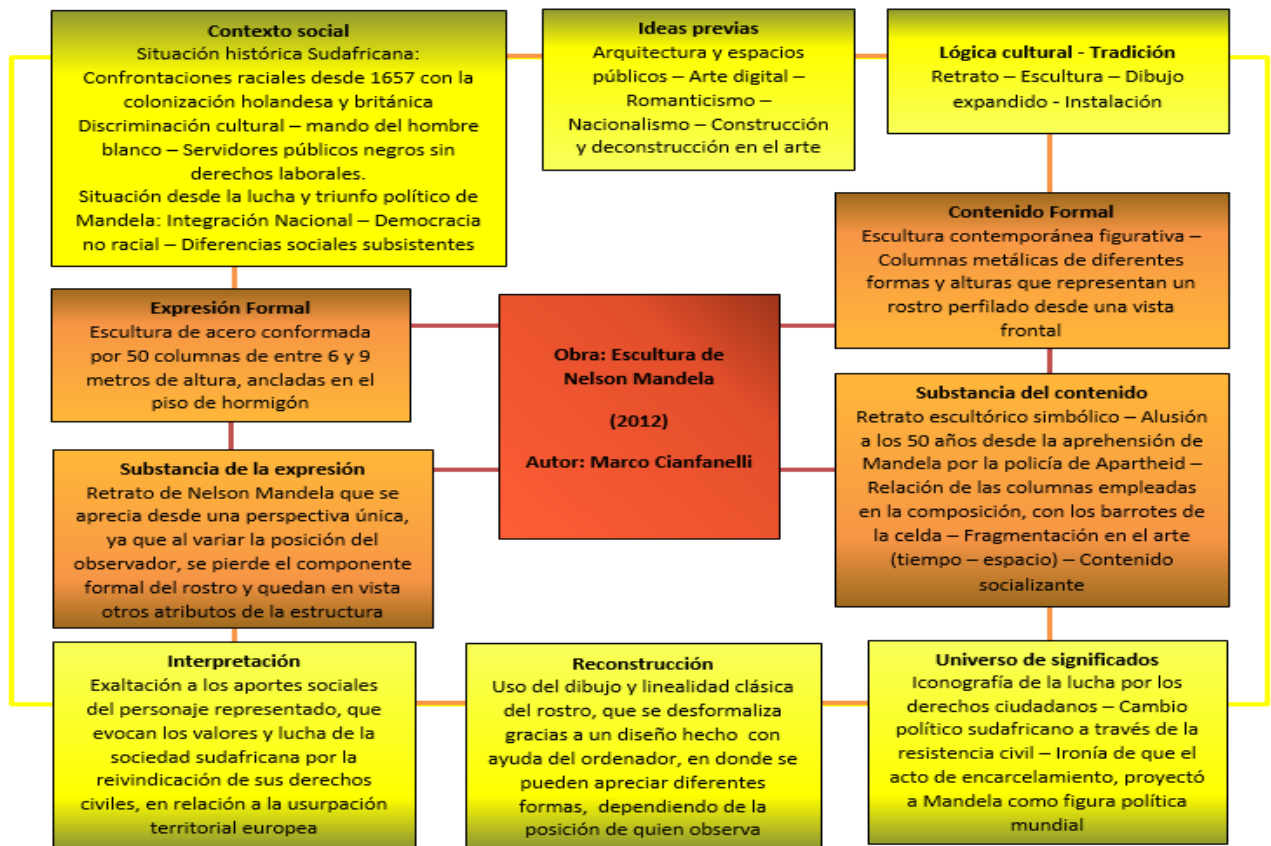 Contexto social
Situación histórica Sudafricana:
Confrontaciones raciales desde 1657 con la
colonización holandesa y británica
Discriminación cultural – mando del hombre
blanco – Servidores públicos negros sin
derechos laborales.
Situación desde la lucha y triunfo político de
Mandela: Integración Nacional – Democracia
no racial – Diferencias sociales subsistentes
Ideas previas
Arquitectura y espacios
públicos – Arte digital –
Romanticismo –
Nacionalismo – Construcción
y deconstrucción en el arte
Lógica cultural - Tradición
Retrato – Escultura – Dibujo
expandido - Instalación
Contenido Formal
Escultura contemporánea figurativa –
Columnas metálicas de diferentes
formas y alturas que representan un
rostro perfilado desde una vista
frontal
Expresión Formal
Escultura de acero conformada
por 50 columnas de entre 6 y 9
metros de altura, ancladas en el
piso de hormigón
Obra: Escultura de
Nelson Mandela
(2012)
Autor: Marco Cianfanelli
Substancia del contenido
Retrato escultórico simbólico – Alusión
a los 50 años desde la aprehensión de
Mandela por la policía de Apartheid –
Relación de las columnas empleadas
en la composición, con los barrotes de
la celda – Fragmentación en el arte
(tiempo – espacio) – Contenido
socializante
Substancia de la expresión
Retrato de Nelson Mandela que se
aprecia desde una perspectiva única,
ya que al variar la posición del
observador, se pierde el componente
formal del rostro y quedan en vista
otros atributos de la estructura
Interpretación
Exaltación a los aportes sociales
del personaje representado, que
evocan los valores y lucha de la
sociedad sudafricana por la
reivindicación de sus derechos
civiles, en relación a la usurpación
territorial europea
Reconstrucción
Uso del dibujo y linealidad clásica
del rostro, que se desformaliza
gracias a un diseño hecho con
ayuda del ordenador, en donde se
pueden apreciar diferentes
formas, dependiendo de la
posición de quien observa
Universo de significados
Iconografía de la lucha por los
derechos ciudadanos – Cambio
político sudafricano a través de la
resistencia civil – Ironía de que el
acto de encarcelamiento, proyectó
a Mandela como figura política
mundial